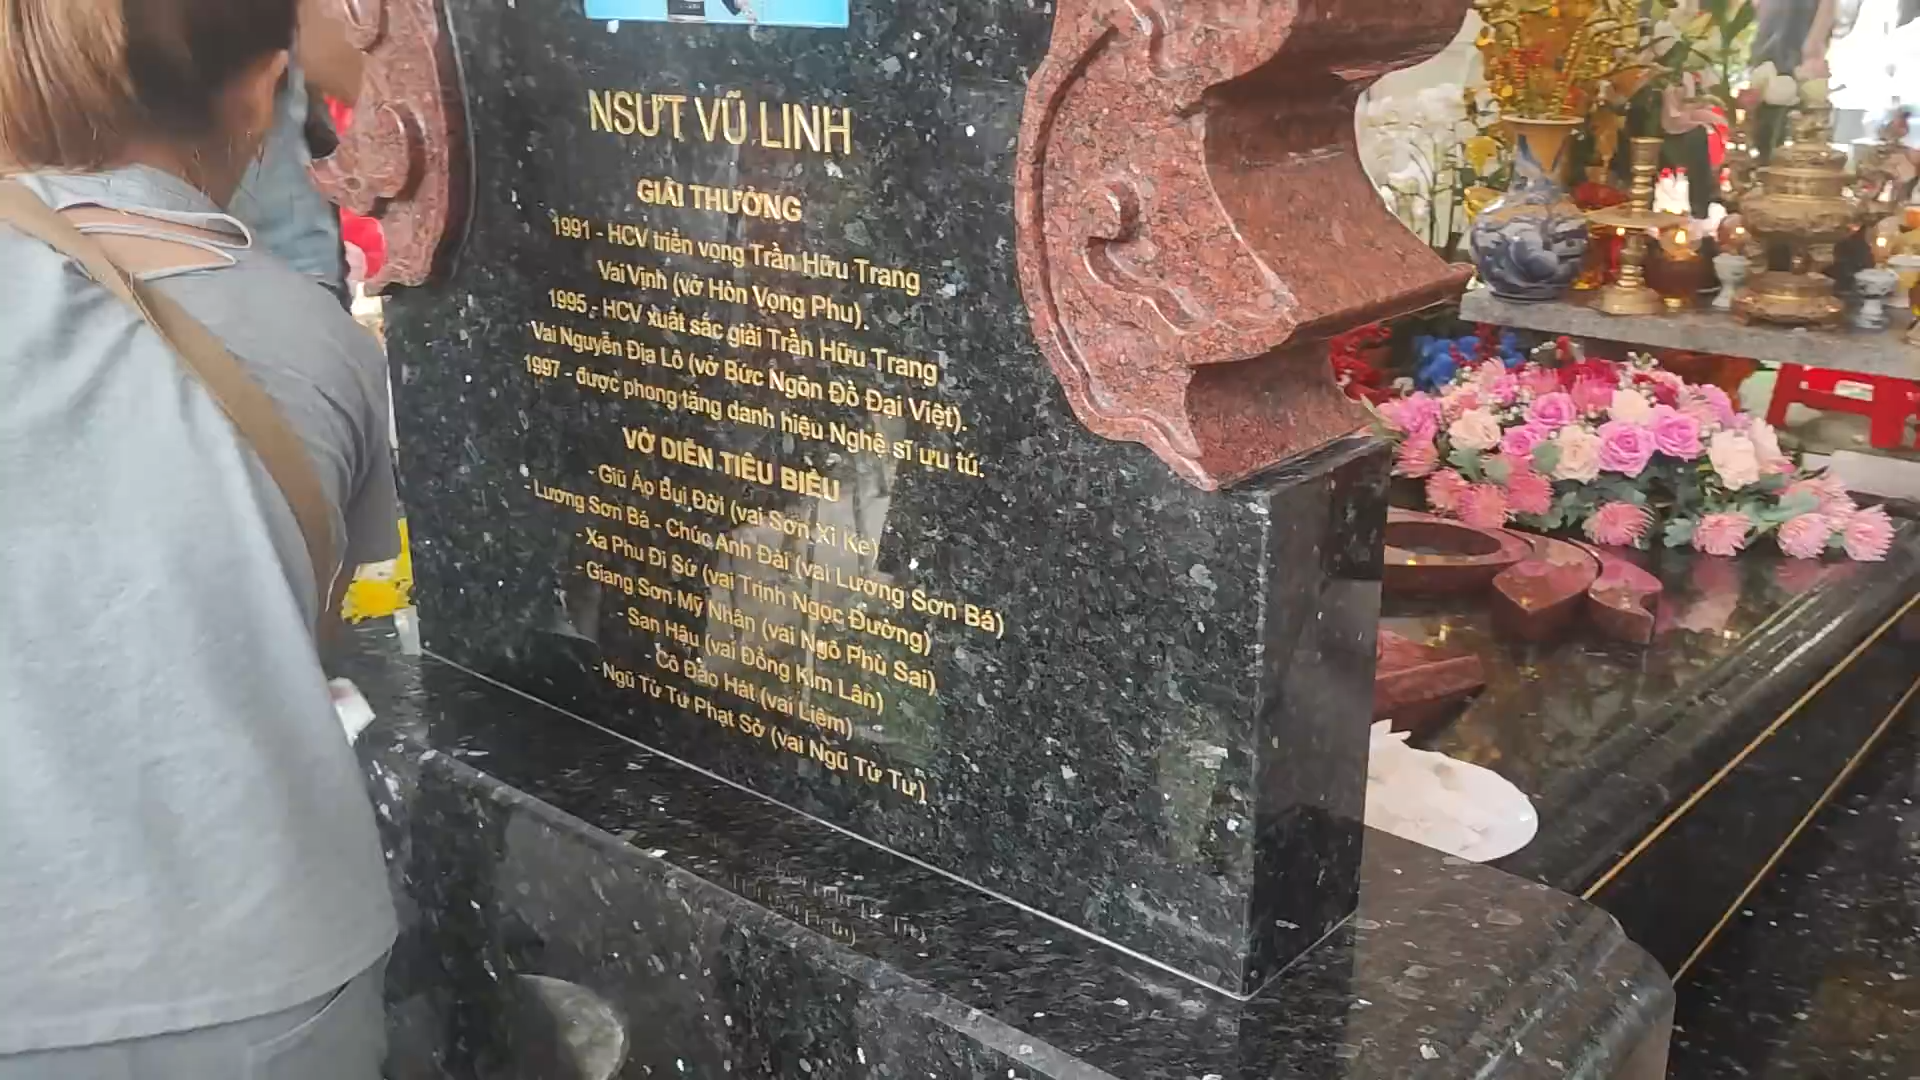 NSƯT VŨ LINH
GIẢI THƯỞNG
1991 - HCV triển vọng Trần Hữu Trang
Vai Vịnh (vở Hòn Vọng Phu).
1995 - HCV xuất sắc giải Trần Hữu Trang
Vai Nguyễn Địa Lô (vở Bức Ngôn Đồ Đại Việt).
1997 - được phong tặng danh hiệu Nghệ sĩ ưu tú.
VỞ DIỄN TIÊU BIỂU
- Giũ Áo Bụi Đời (vai Sơn Xì Ke)
- Lương Sơn Bá - Chúc Anh Đài (vai Lương Sơn Bá)
- Xa Phu Đi Sứ (vai Trịnh Ngọc Đường)
- Giang Sơn Mỹ Nhân (vai Ngô Phù Sai)
- San Hậu (vai Đổng Kim Lân)
- Cô Đào Hát (vai Liêm)
- Ngũ Tử Tư Phạt Sở (vai Ngũ Tử Tư)